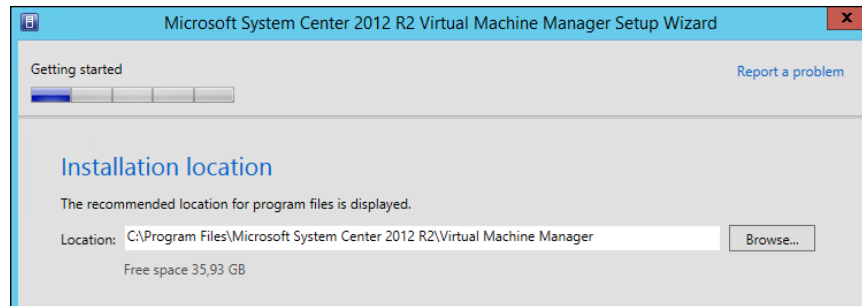 Microsoft System Center 2012 R2 Virtual Machine Manager Setup Wizard
x
Getting started
Report a problem
Installation location
The recommended location for program files is displayed.
Location: C:\Program Files\Microsoft System Center 2012 R2\Virtual Machine Manager Browse...
Free space 35,93 GB